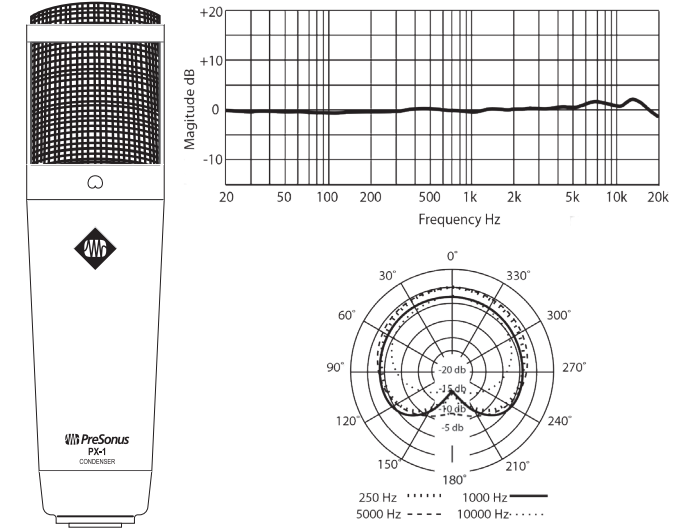 PreSonus
PX-1
CONDENSER
Magitude dB
+20
+10
0
-10
20 50 100 200 500 1k 2k 5k 10k 20k
Frequency Hz
0°
30° 330°
60° 300°
90° 270°
120° 240°
150° 210°
180°
-20 db
-15 db
-10 db
-5 db
250 Hz 1000 Hz
5000 Hz 10000 Hz